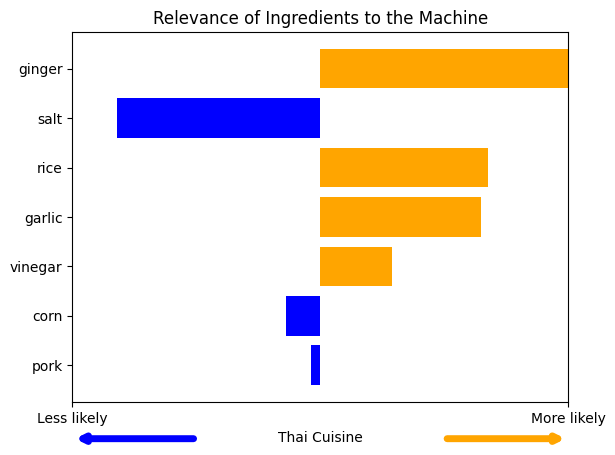 Relevance of Ingredients to the Machine
ginger
salt
rice
garlic
vinegar
corn
pork
Less likely
More likely
Thai Cuisine